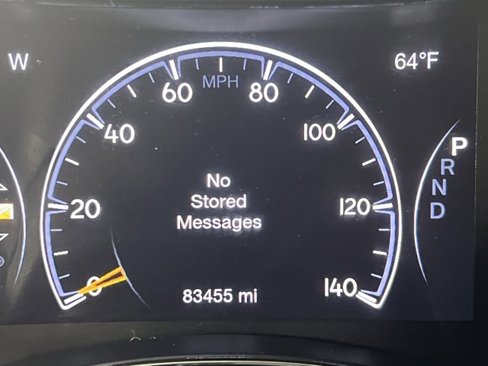 W
64°F
MPH
0
20
40
60
80
100
120
140
No
Stored
Messages
83455 mi
P
R
N
D